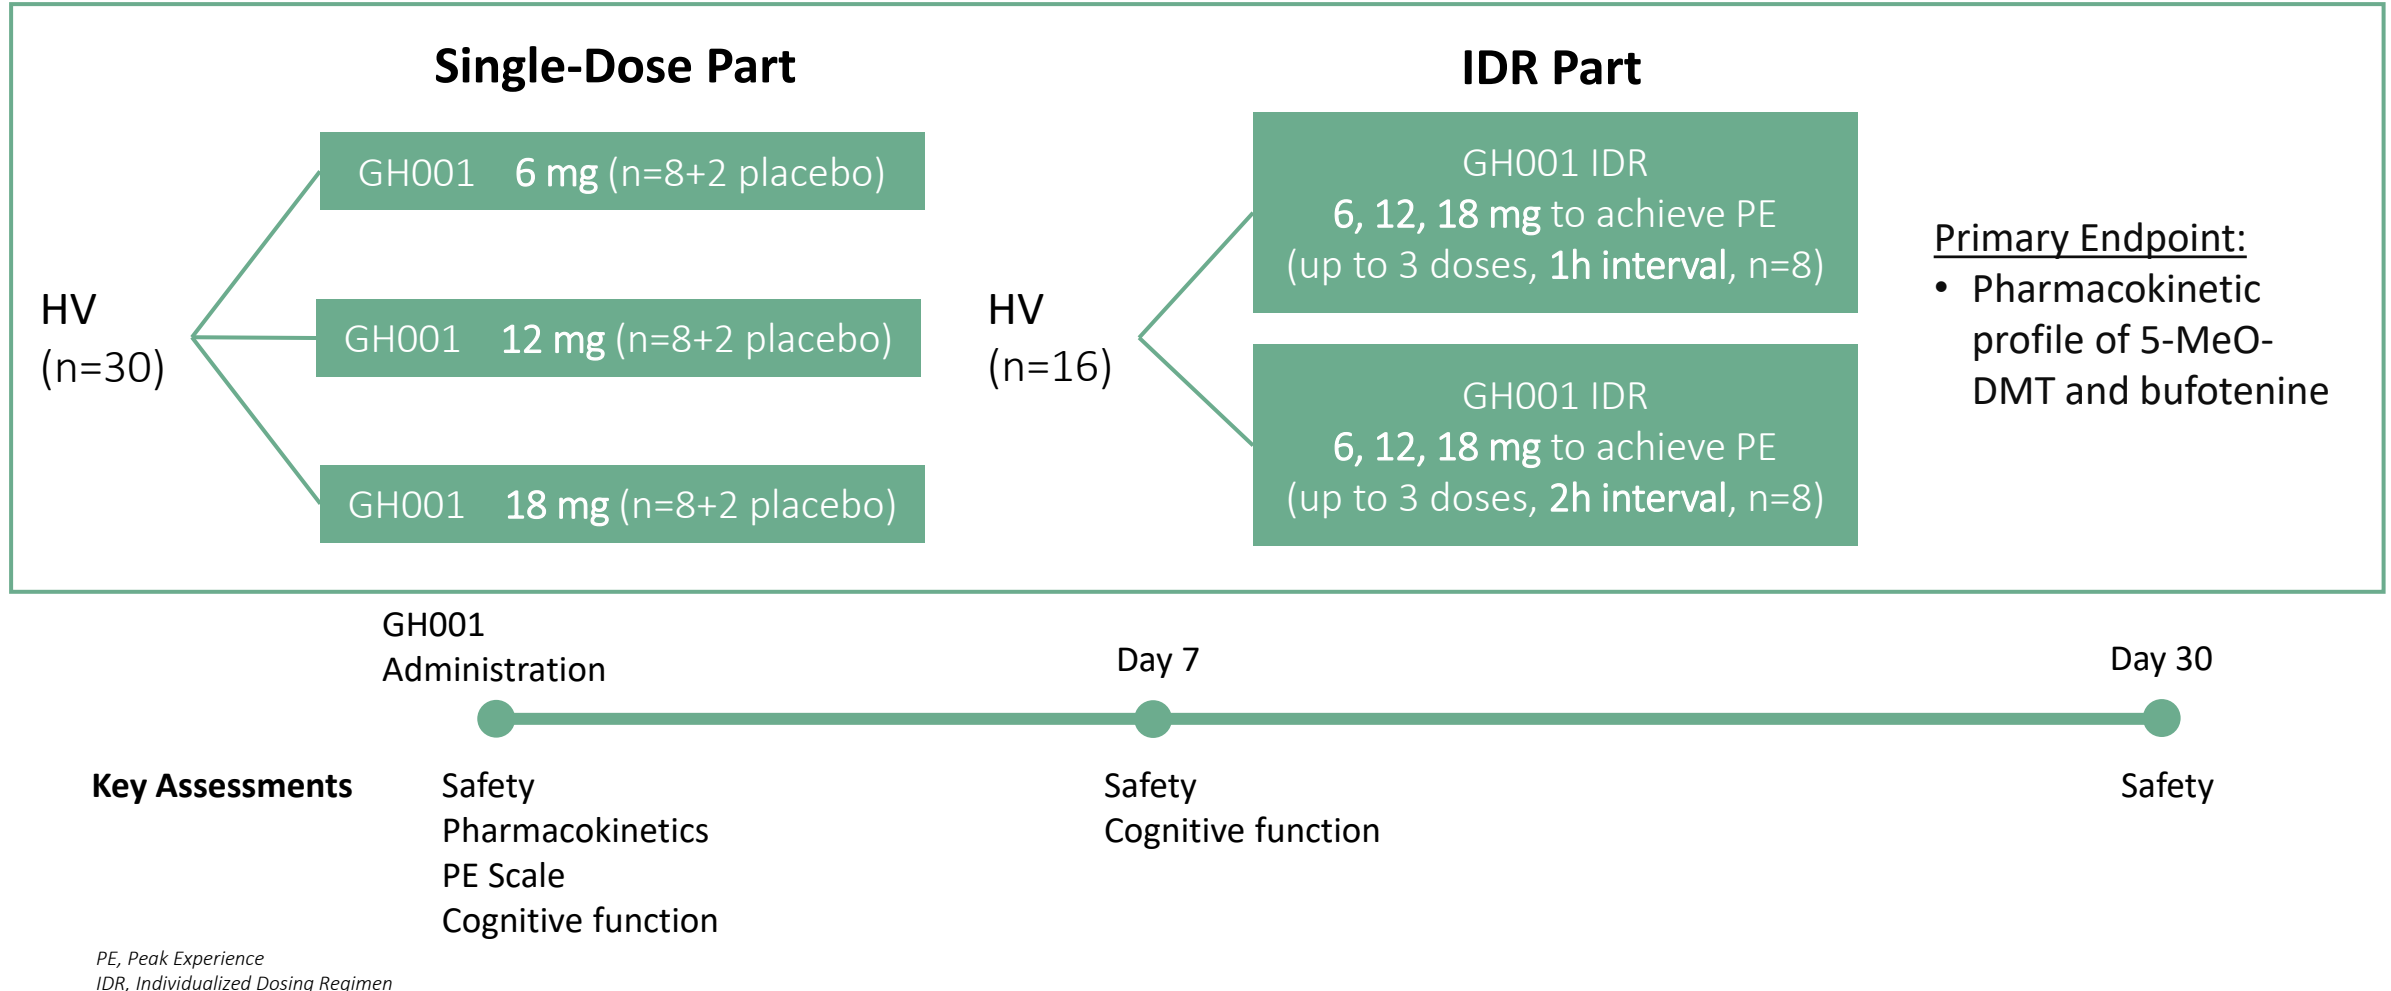 Single-Dose Part
HV
(n=30)
GH001 6 mg (n=8+2 placebo)
GH001 12 mg (n=8+2 placebo)
GH001 18 mg (n=8+2 placebo)
IDR Part
HV
(n=16)
GH001 IDR
6, 12, 18 mg to achieve PE
(up to 3 doses, 1h interval, n=8)
GH001 IDR
6, 12, 18 mg to achieve PE
(up to 3 doses, 2h interval, n=8)
Primary Endpoint:
• Pharmacokinetic
profile of 5-MeO-
DMT and bufotenine
GH001
Administration
Day 7
Day 30
Key Assessments
Safety
Pharmacokinetics
PE Scale
Cognitive function
Safety
Cognitive function
Safety
PE, Peak Experience
IDR, Individualized Dosing Regimen